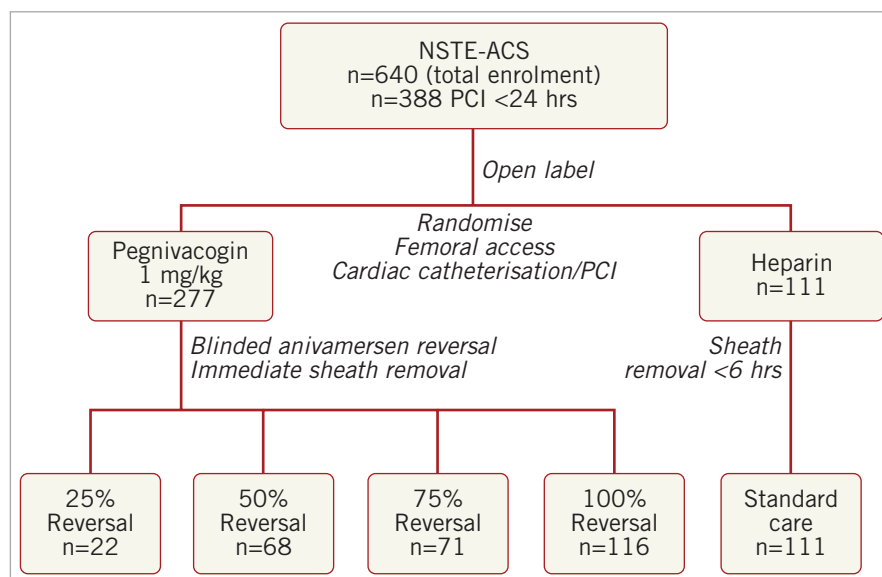 NSTE-ACS
n=640 (total enrolment)
n=388 PCI <24 hrs
Open label
Randomise
Femoral access
Cardiac catheterisation/PCI
Pegnivacogin
1 mg/kg
n=277
Heparin
n=111
Blinded anivamersen reversal
Immediate sheath removal
Sheath
removal <6 hrs
25%
Reversal
n=22
50%
Reversal
n=68
75%
Reversal
n=71
100%
Reversal
n=116
Standard
care
n=111